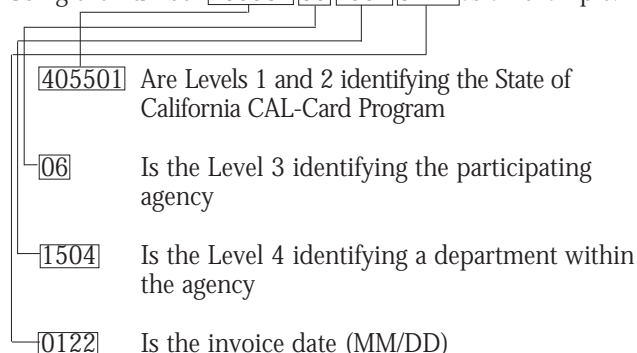 405501 Are Levels 1 and 2 identifying the State of
California CAL-Card Program
06 Is the Level 3 identifying the participating
agency
1504 Is the Level 4 identifying a department within
the agency
0122 Is the invoice date (MM/DD)